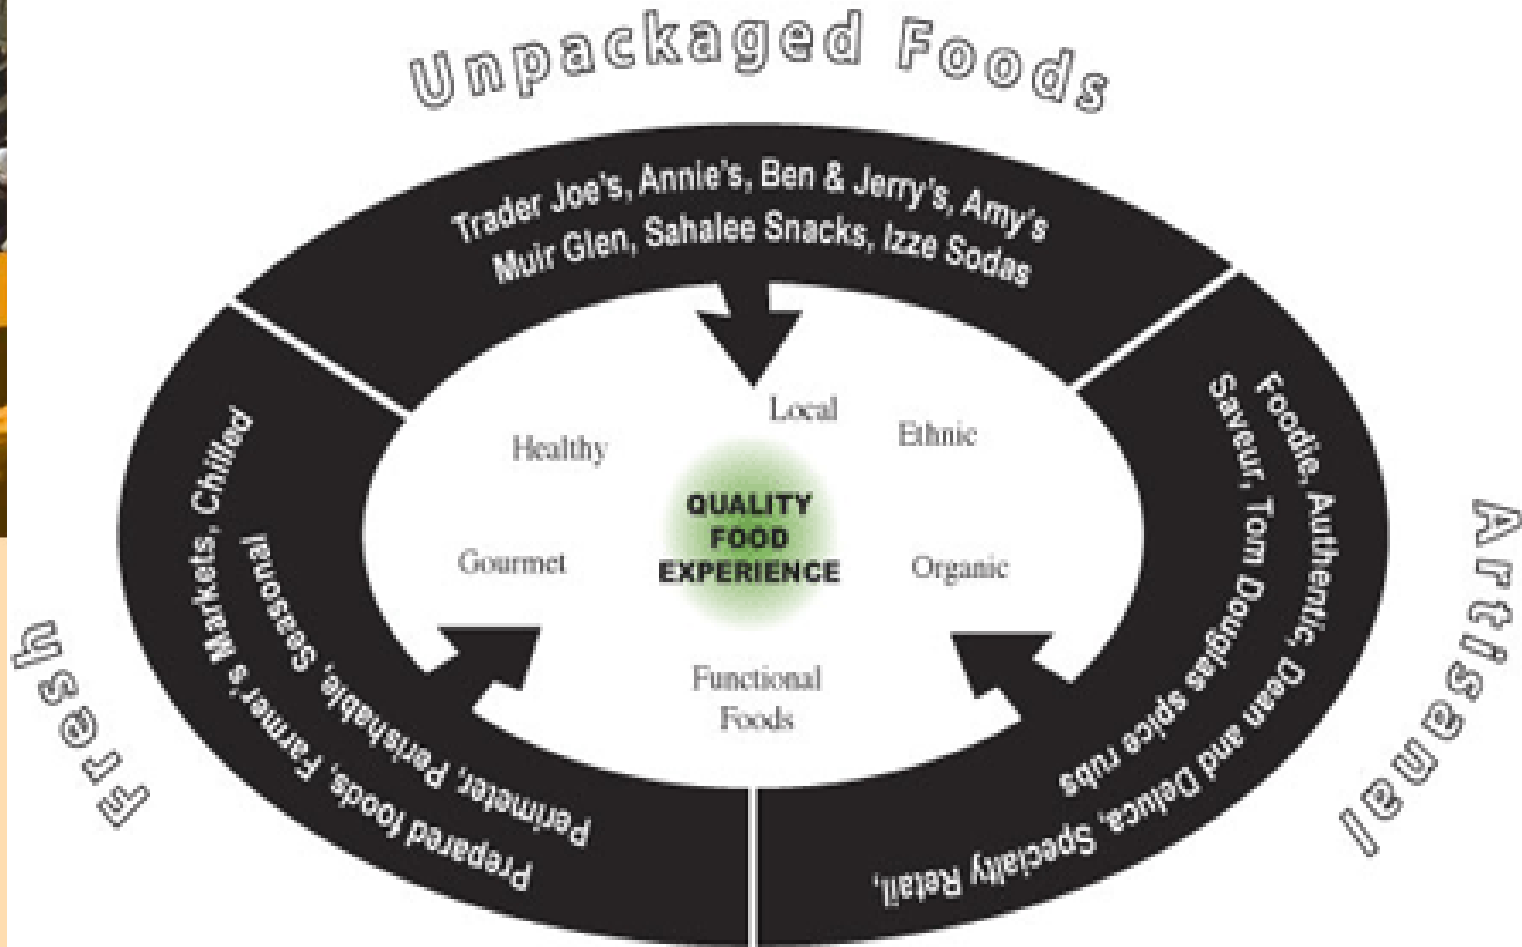 Unpackaged Foods
Trader Joe's, Annie's, Ben & Jerry's, Amy's
Muir Glen, Sahalee Snacks, Izze Sodas
Local
Ethnic
Healthy
QUALITY
FOOD
EXPERIENCE
Gourmet
Organic
Functional
Foods
Foodie, Authentic, Dean and Deluca, Specialty Retail,
Saveur, Tom Douglas spice rubs
Artisanal
Prepared foods, Farmer's Markets, Chilled
Perimeter, Perishable, Seasonal
Fresh